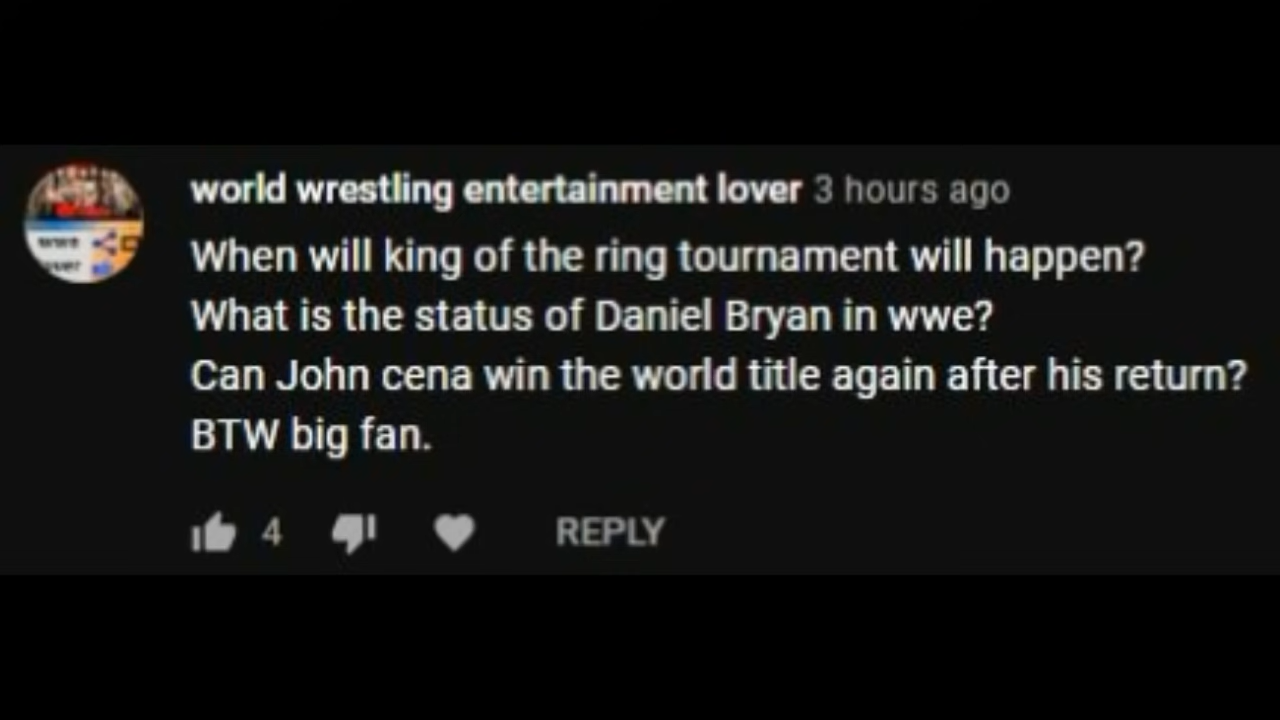 world wrestling entertainment lover 3 hours ago
When will king of the ring tournament will happen?
What is the status of Daniel Bryan in wwe?
Can John cena win the world title again after his return?
BTW big fan.
4 REPLY